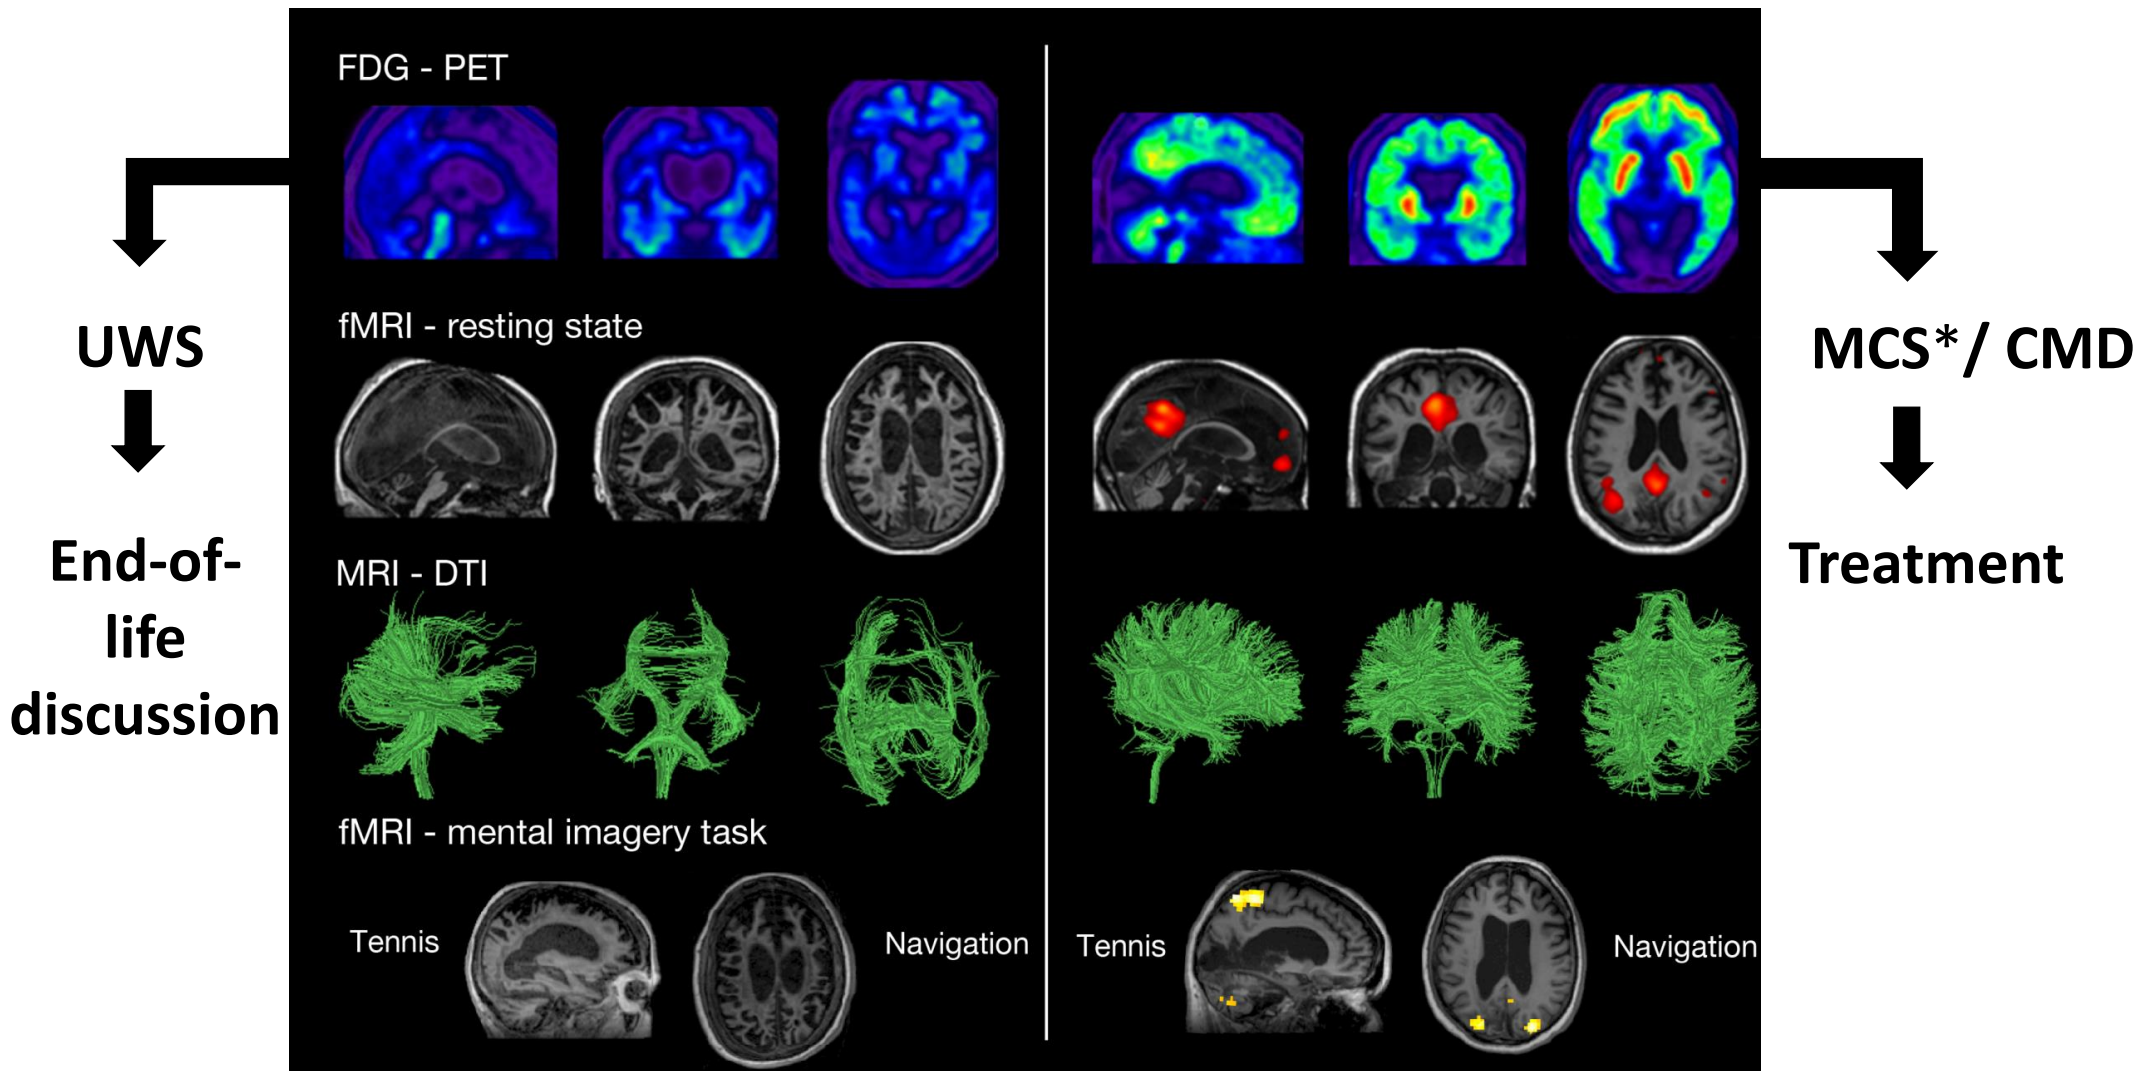 FDG - PET
UWS
End-of-
life
discussion
fMRI - resting state
MRI - DTI
fMRI - mental imagery task
Tennis
Navigation
Tennis
Navigation
MCS*/ CMD
Treatment